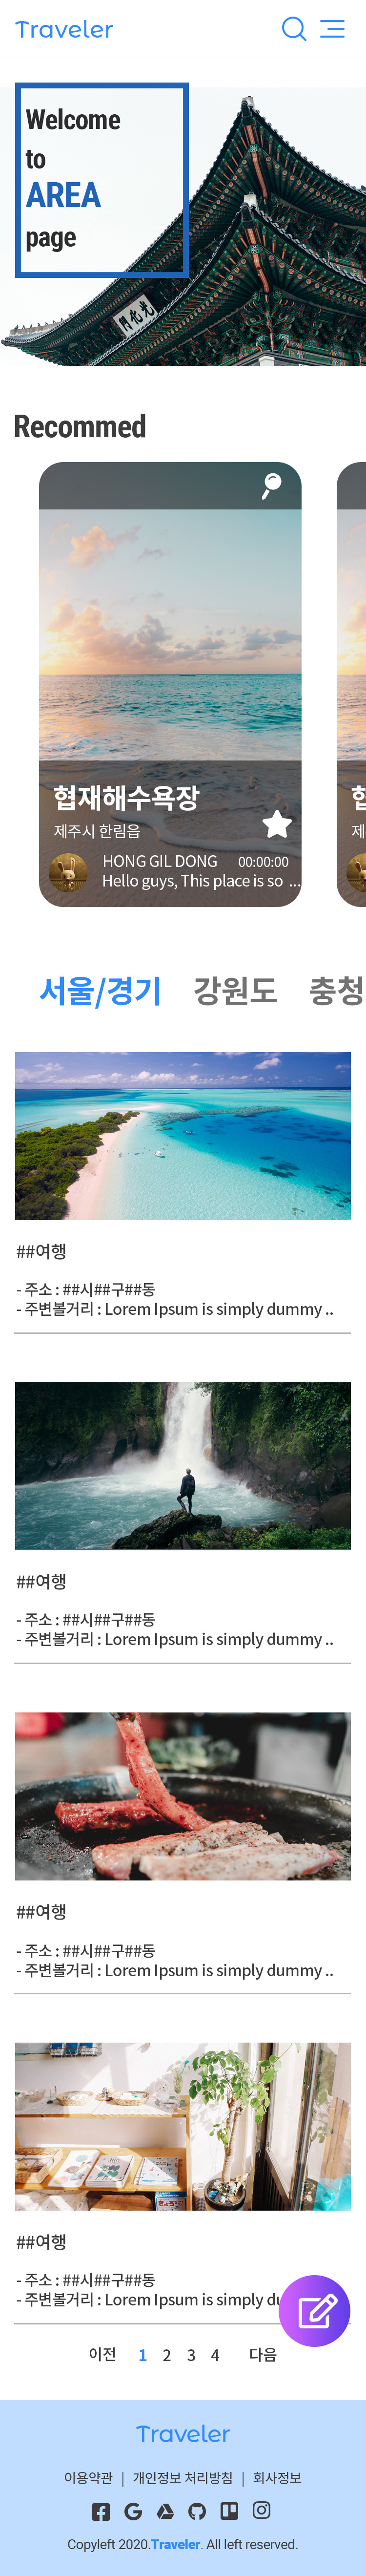 Traveler
Welcome
to
AREA
page
光化門
Recommed
협재해수욕장
제주시 한림읍
HONG GIL DONG 00:00:00
Hello guys, This place is so ...
협
제
서울/경기 강원도 충청
##여행
- 주소 : ##시##구##동
- 주변볼거리 : Lorem Ipsum is simply dummy ..
##여행
- 주소 : ##시##구##동
- 주변볼거리 : Lorem Ipsum is simply dummy ..
##여행
- 주소 : ##시##구##동
- 주변볼거리 : Lorem Ipsum is simply dummy ..
##여행
- 주소 : ##시##구##동
- 주변볼거리 : Lorem Ipsum is simply du
이전 1 2 3 4 다음
Traveler
이용약관 | 개인정보 처리방침 | 회사정보
Copyleft 2020.Traveler. All left reserved.